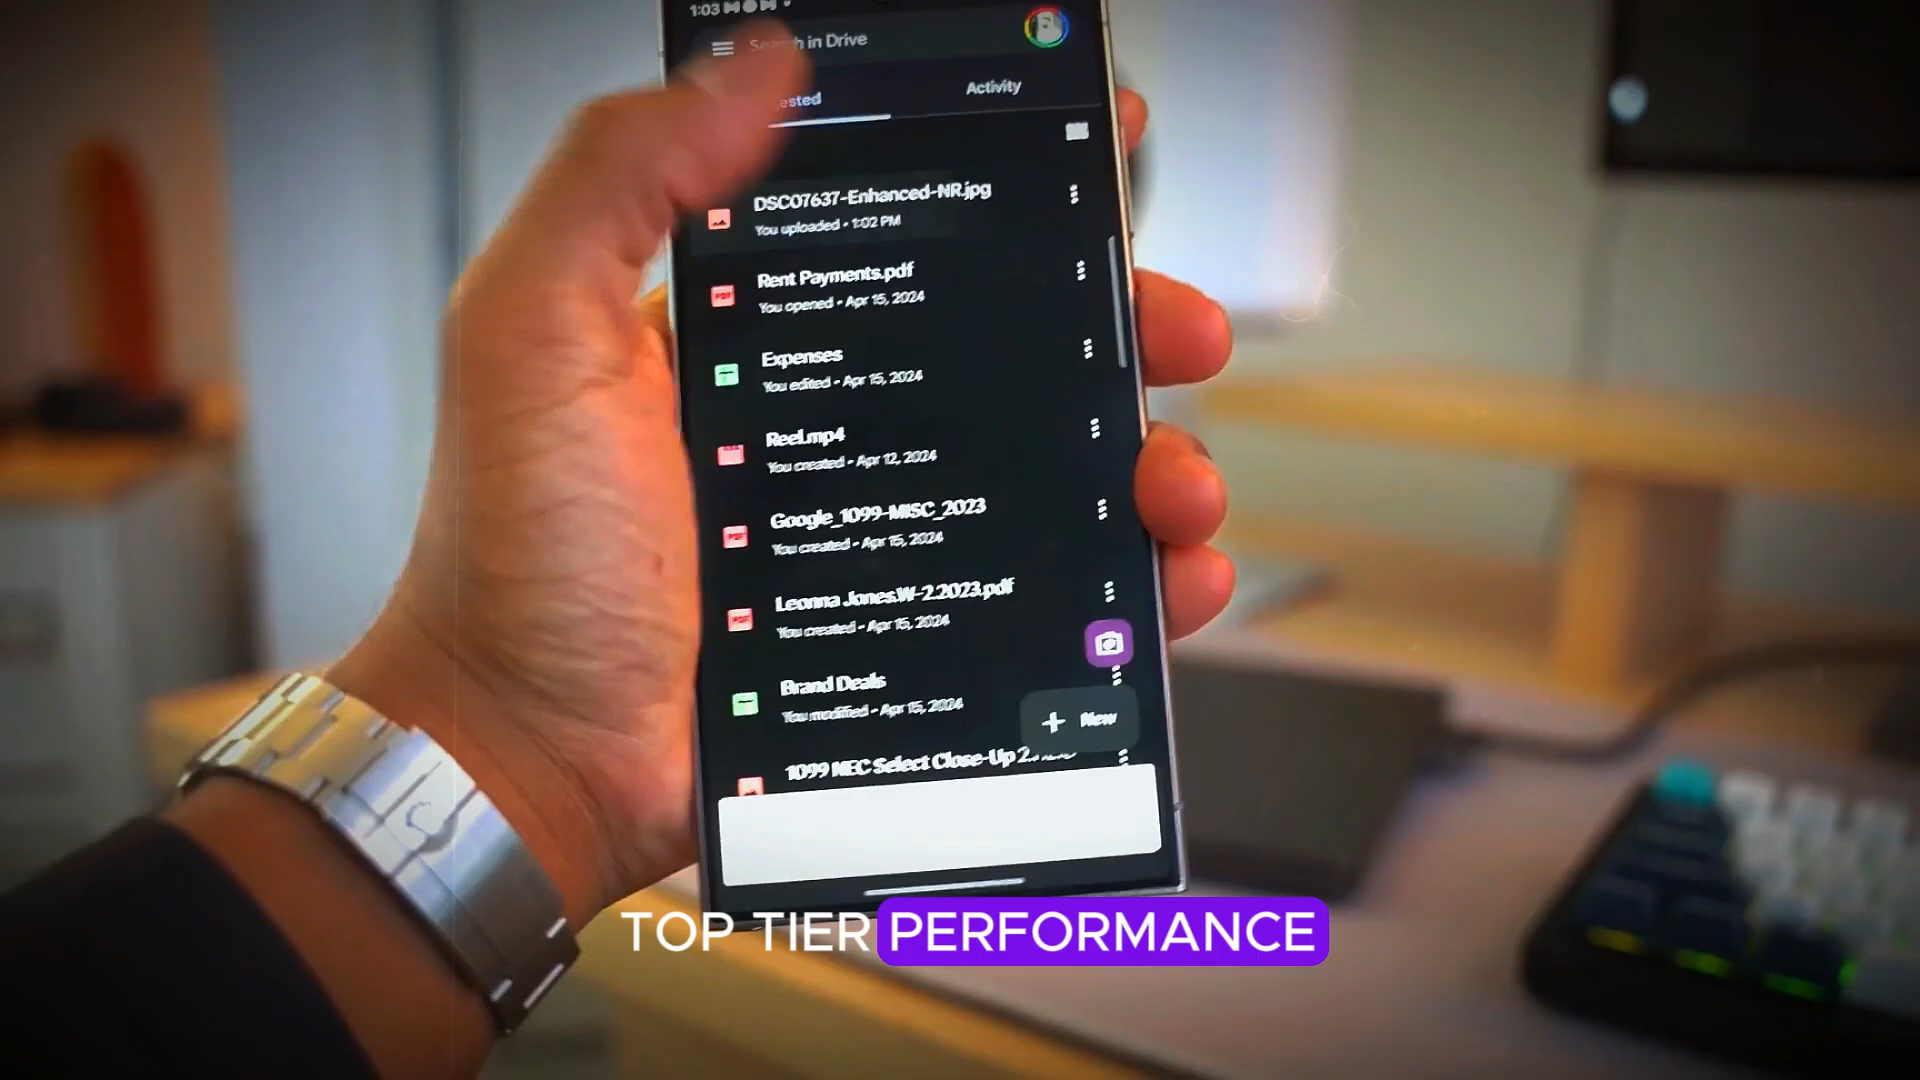 1:03
Search in Drive
Activity
DSC07637-Enhanced-NR.jpg
You uploaded • 1:02 PM
Rent Payments.pdf
You opened • Apr 15, 2024
Expenses
You edited • Apr 15, 2024
Reel.mp4
You created • Apr 12, 2024
Google_1099-MISC_2023
You created • Apr 15, 2024
Leonna Jones.W-2.2023.pdf
You created • Apr 15, 2024
Brand Deals
You modified • Apr 15, 2024
New
1099 NEC Select Close-Up
TOP TIER PERFORMANCE